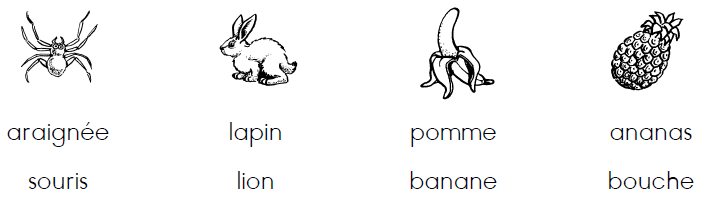 araignée lapin pomme ananas
souris lion banane bouche